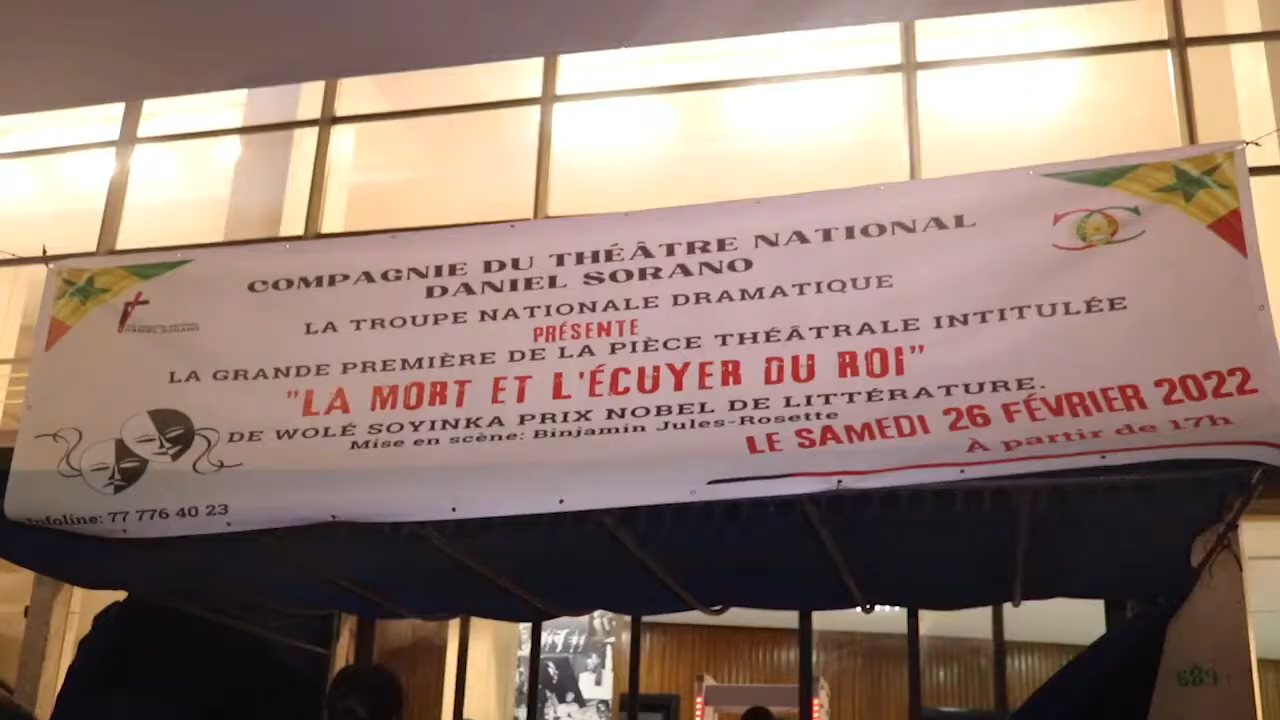 COMPAGNIE DU THÉÂTRE NATIONAL
DANIEL SORANO
LA TROUPE NATIONALE DRAMATIQUE
PRÉSENTE
LA GRANDE PREMIÈRE DE LA PIÈCE THÉÂTRALE INTITULÉE
"LA MORT ET L'ÉCUYER DU ROI"
DE WOLÉ SOYINKA PRIX NOBEL DE LITTÉRATURE.
Mise en scène: Binjamin Jules-Rosette
LE SAMEDI 26 FÉVRIER 2022
À partir de 17h
Infoline: 77 776 40 23
689